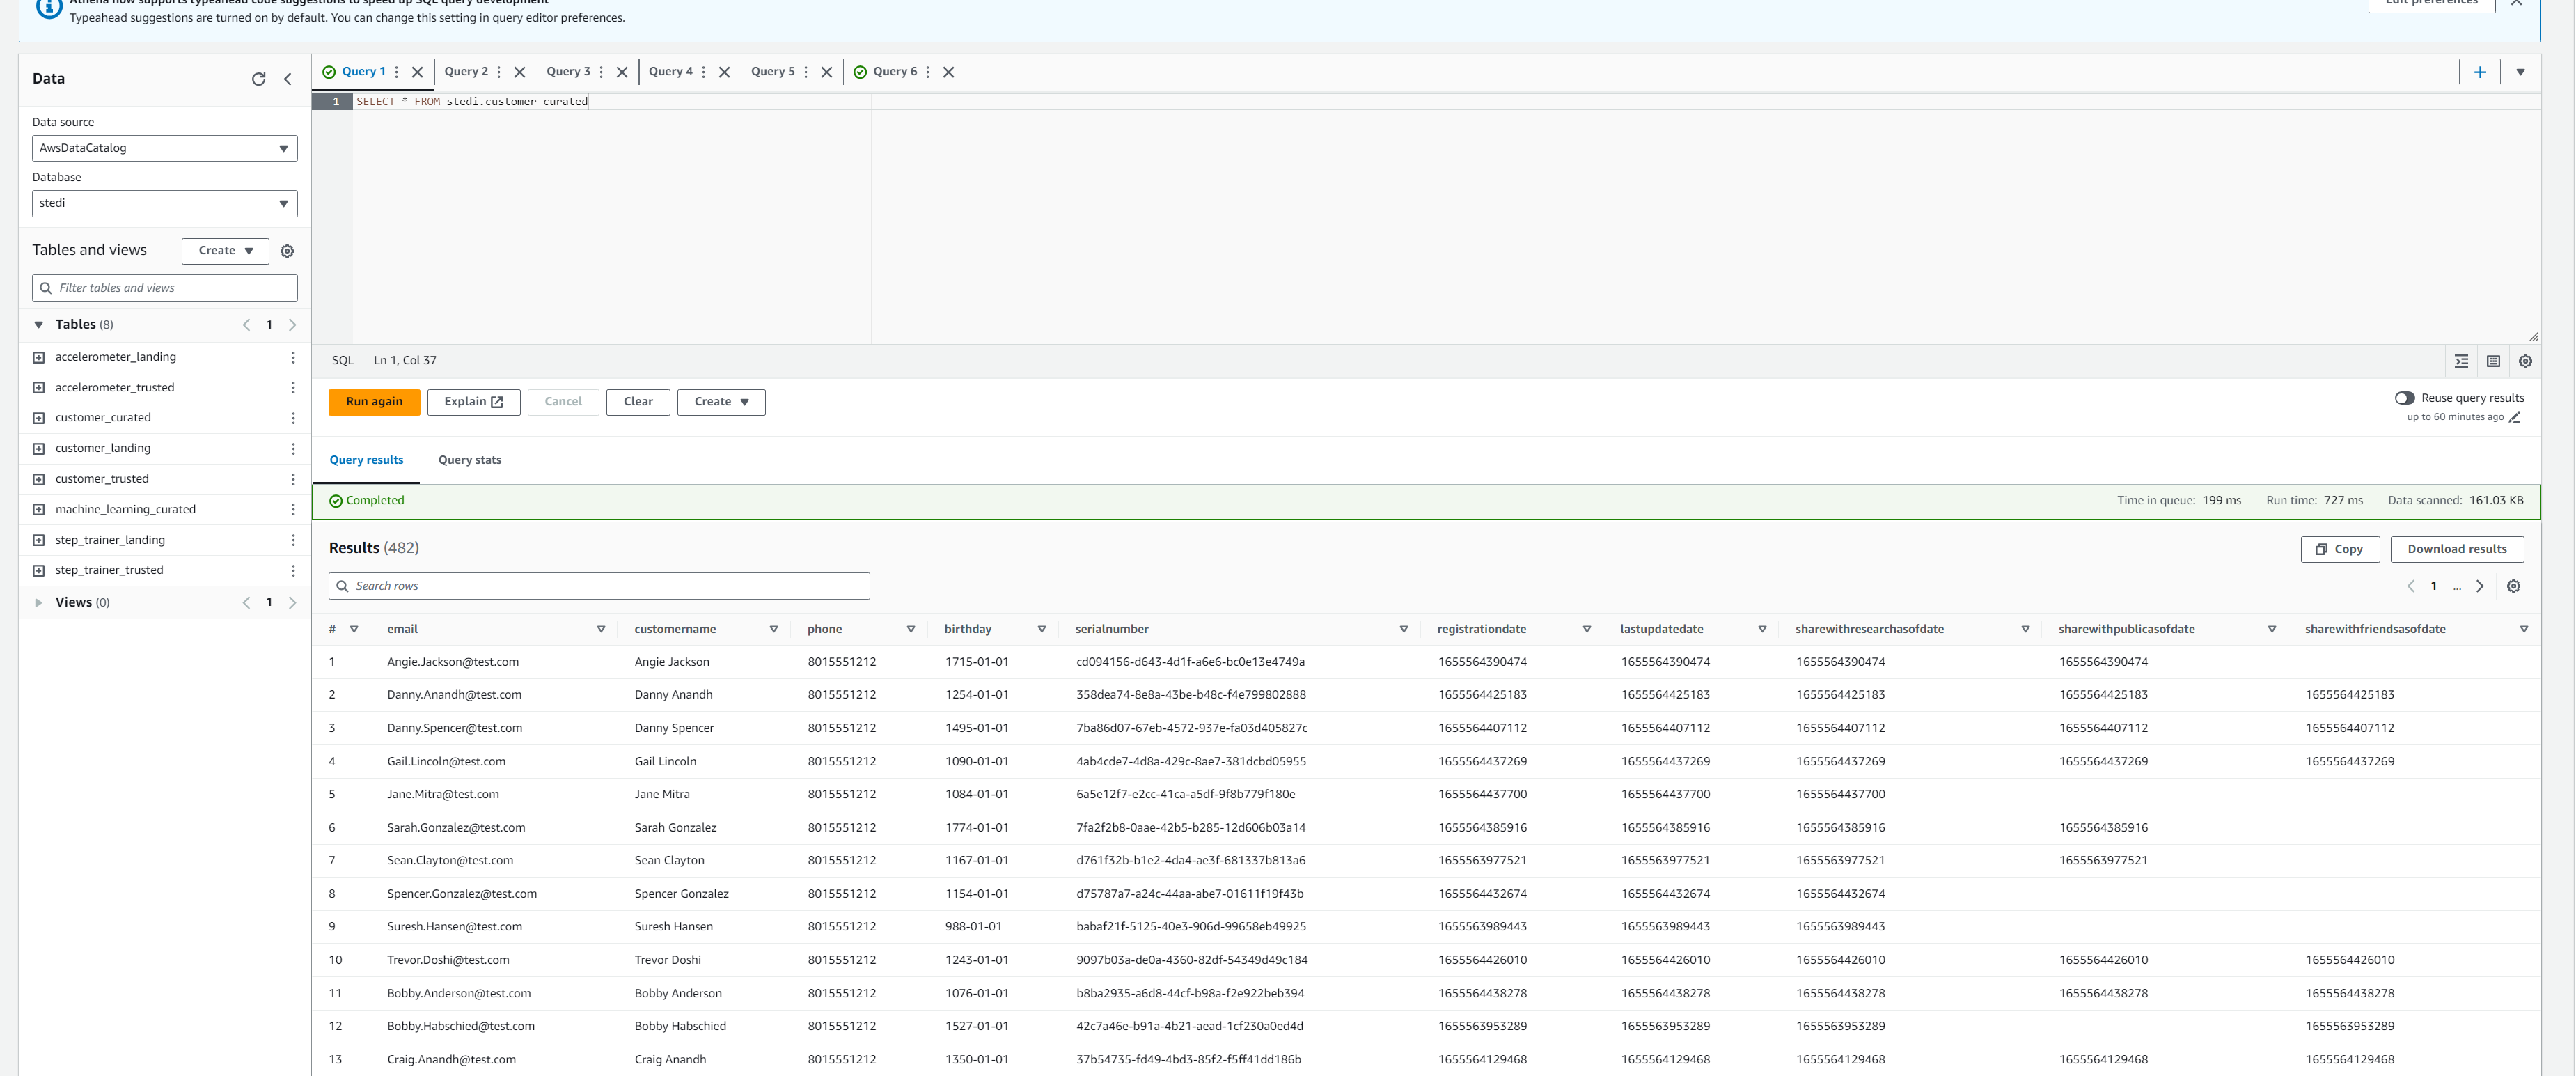 Athena now supports typeahead code suggestions to speed up SQL query development
Typeahead suggestions are turned on by default. You can change this setting in query editor preferences.
Edit preferences
Data
Data source
AwsDataCatalog
Database
stedi
Tables and views
Create
Filter tables and views
Tables (8)
1
accelerometer_landing
accelerometer_trusted
customer_curated
customer_landing
customer_trusted
machine_learning_curated
step_trainer_landing
step_trainer_trusted
Views (0)
1
Query 1 Query 2 Query 3 Query 4 Query 5 Query 6
1 SELECT * FROM stedi.customer_curated
SQL Ln 1, Col 37
Run again Explain Cancel Clear Create
Reuse query results
up to 60 minutes ago
Query results Query stats
Completed Time in queue: 199 ms Run time: 727 ms Data scanned: 161.03 KB
Results (482) Copy Download results
Search rows 1 ...
# email customername phone birthday serialnumber registrationdate lastupdatedate sharewithresearchasofdate sharewithpublicasofdate sharewithfriendsasofdate
1 Angie.Jackson@test.com Angie Jackson 8015551212 1715-01-01 cd094156-d643-4d1f-a6e6-bc0e13e4749a 1655564390474 1655564390474 1655564390474 1655564390474
2 Danny.Anandh@test.com Danny Anandh 8015551212 1254-01-01 358dea74-8e8a-43be-b48c-f4e799802888 1655564425183 1655564425183 1655564425183 1655564425183 1655564425183
3 Danny.Spencer@test.com Danny Spencer 8015551212 1495-01-01 7ba86d07-67eb-4572-937e-fa03d405827c 1655564407112 1655564407112 1655564407112 1655564407112 1655564407112
4 Gail.Lincoln@test.com Gail Lincoln 8015551212 1090-01-01 4ab4cde7-4d8a-429c-8ae7-381dcbd05955 1655564437269 1655564437269 1655564437269 1655564437269 1655564437269
5 Jane.Mitra@test.com Jane Mitra 8015551212 1084-01-01 6a5e12f7-e2cc-41ca-a5df-9f8b779f180e 1655564437700 1655564437700 1655564437700
6 Sarah.Gonzalez@test.com Sarah Gonzalez 8015551212 1774-01-01 7fa2f2b8-0aae-42b5-b285-12d606b03a14 1655564385916 1655564385916 1655564385916 1655564385916
7 Sean.Clayton@test.com Sean Clayton 8015551212 1167-01-01 d761f32b-b1e2-4da4-ae3f-681337b813a6 1655563977521 1655563977521 1655563977521 1655563977521
8 Spencer.Gonzalez@test.com Spencer Gonzalez 8015551212 1154-01-01 d75787a7-a24c-44aa-abe7-01611f19f43b 1655564432674 1655564432674 1655564432674
9 Suresh.Hansen@test.com Suresh Hansen 8015551212 988-01-01 babaf21f-5125-40e3-906d-99658eb49925 1655563989443 1655563989443 1655563989443
10 Trevor.Doshi@test.com Trevor Doshi 8015551212 1243-01-01 9097b03a-de0a-4360-82df-54349d49c184 1655564426010 1655564426010 1655564426010 1655564426010 1655564426010
11 Bobby.Anderson@test.com Bobby Anderson 8015551212 1076-01-01 b8ba2935-a6d8-44cf-b98a-f2e922beb394 1655564438278 1655564438278 1655564438278 1655564438278 1655564438278
12 Bobby.Habschied@test.com Bobby Habschied 8015551212 1527-01-01 42c7a46e-b91a-4b21-aead-1cf230a0ed4d 1655563953289 1655563953289 1655563953289 1655563953289
13 Craig.Anandh@test.com Craig Anandh 8015551212 1350-01-01 37b54735-fd49-4bd3-85f2-f5ff41dd186b 1655564129468 1655564129468 1655564129468 1655564129468 1655564129468